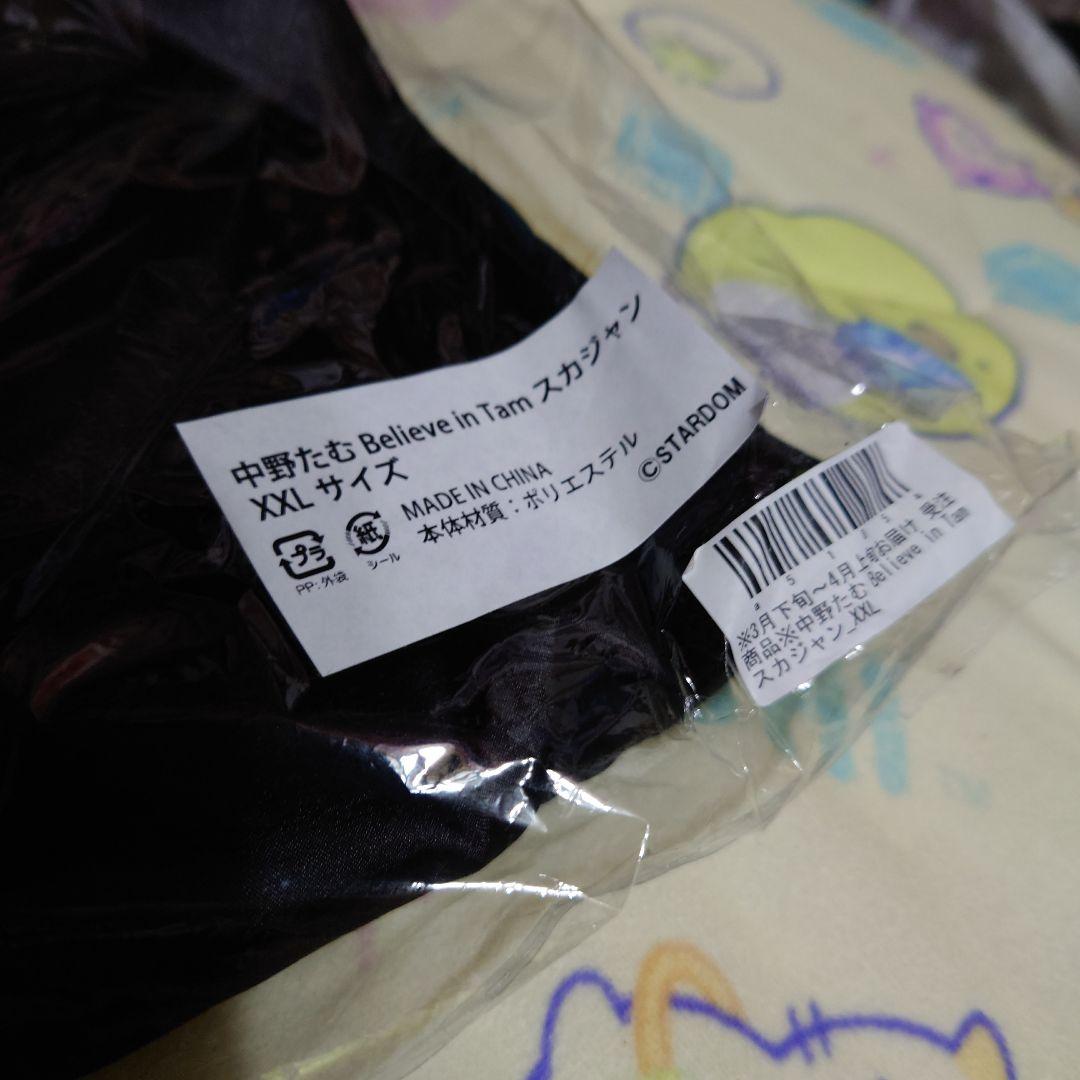 中野たむ Believe in Tam スカジャン
XXL サイズ
MADE IN CHINA
本体材質：ポリエステル
プラ
PP:外袋
紙
シール
©STARDOM
※3月下旬～4月上旬お届け 受注
商品※中野たむ Believe in Tam
スカジャン_XXL